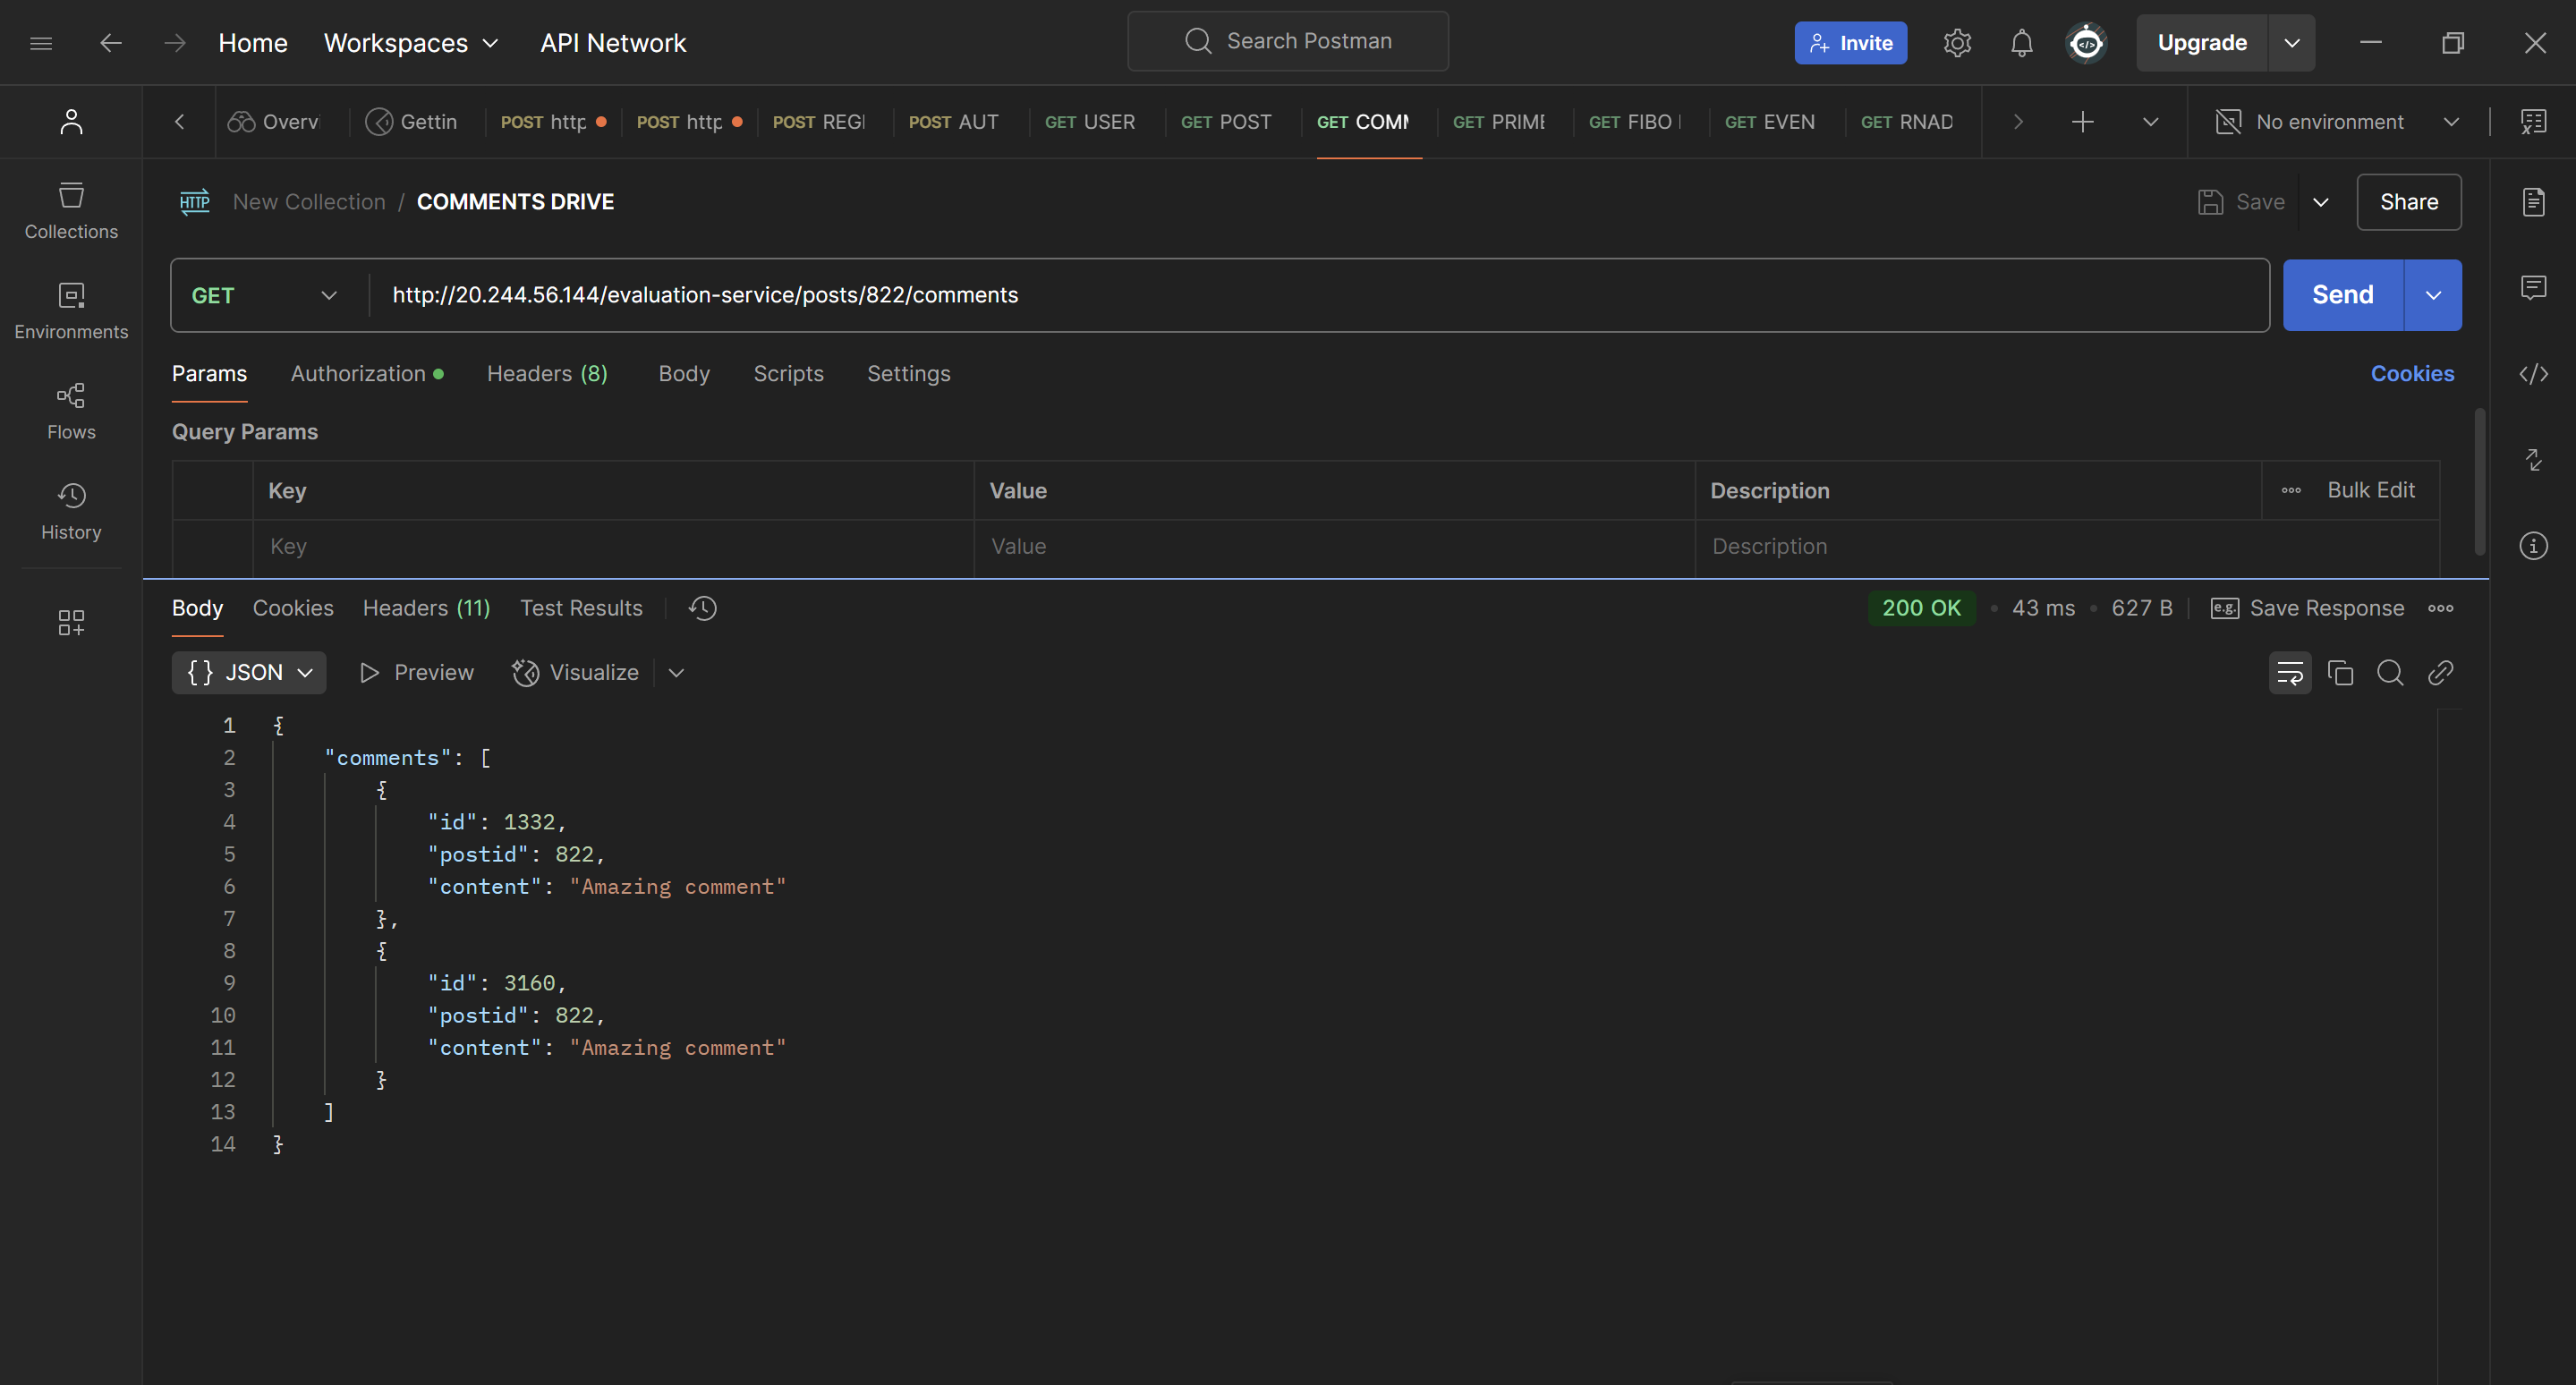 Home Workspaces API Network Search Postman Invite Upgrade
Overv Gettin POST http POST http POST REGI POST AUT GET USER GET POST GET COMM GET PRIME GET FIBO GET EVEN GET RNAD No environment
HTTP New Collection / COMMENTS DRIVE Save Share
Collections
GET http://20.244.56.144/evaluation-service/posts/822/comments Send
Environments
Params Authorization Headers (8) Body Scripts Settings Cookies
Flows
Query Params
Key Value Description Bulk Edit
History
Key Value Description
Body Cookies Headers (11) Test Results 200 OK • 43 ms • 627 B e.g. Save Response
{} JSON Preview Visualize
1 {
2 "comments": [
3 {
4 "id": 1332,
5 "postid": 822,
6 "content": "Amazing comment"
7 },
8 {
9 "id": 3160,
10 "postid": 822,
11 "content": "Amazing comment"
12 }
13 ]
14 }